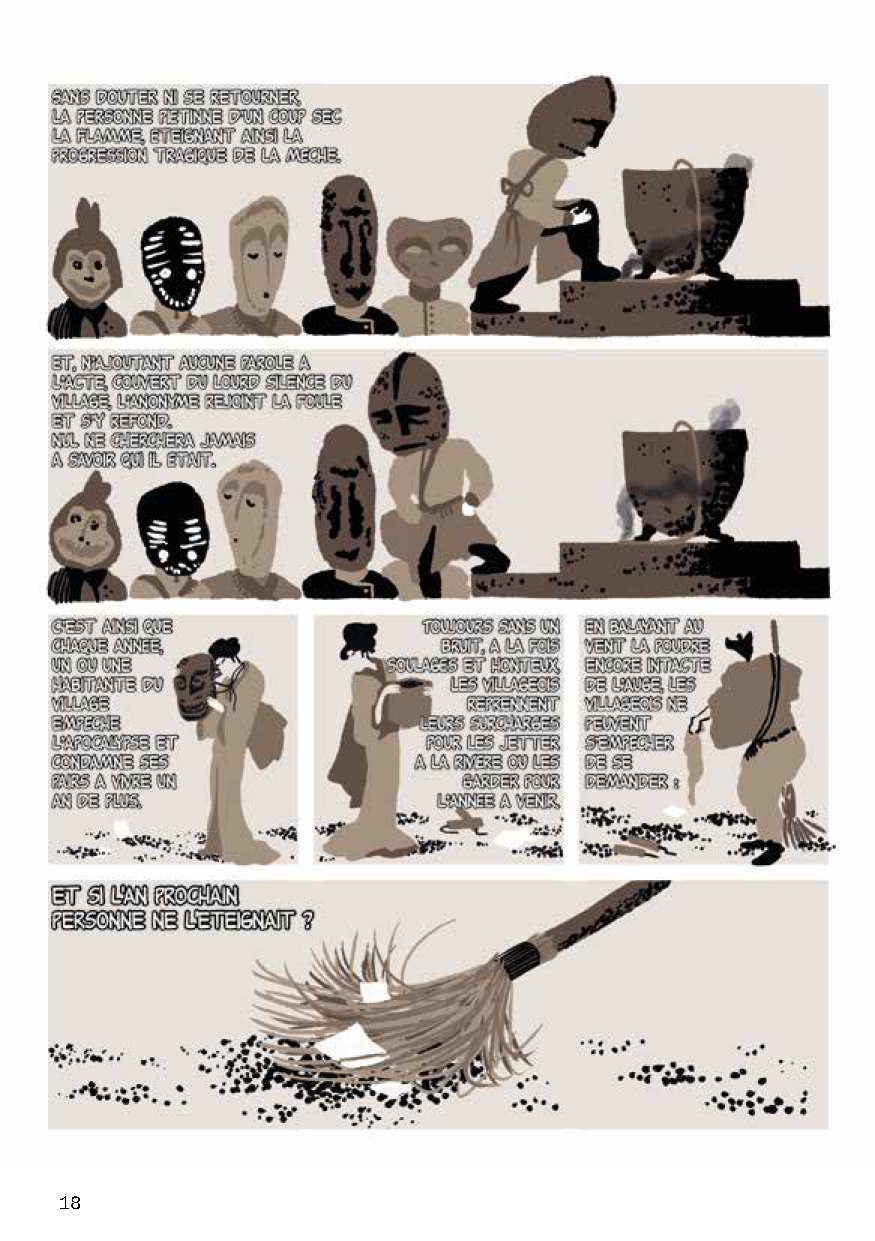 SANS DOUTER NI SE RETOURNER,
LA PERSONNE PIETINNE D'UN COUP SEC
LA FLAMME, ETEIGNANT AINSI LA
PROGRESSION TRAGIQUE DE LA MECHE.
ET, N'AJOUTANT AUCUNE PAROLE A
L'ACTE, COUVERT DU LOURD SILENCE DU
VILLAGE, L'ANONYME REJOINT LA FOULE
ET S'Y REFOND.
NUL NE CHERCHERA JAMAIS
A SAVOIR QUI IL ETAIT.
C'EST AINSI QUE
CHAQUE ANNEE,
UN OU UNE
HABITANTE DU
VILLAGE
EMPECHE
L'APOCALYPSE ET
CONDAMNE SES
PAIRS A VIVRE UN
AN DE PLUS.
TOUJOURS SANS UN
BRUIT, A LA FOIS
SOULAGES ET HONTEUX,
LES VILLAGEOIS
REPRENNENT
LEURS SURCHARGES
POUR LES JETTER
A LA RIVIERE OU LES
GARDER POUR
L'ANNEE A VENIR.
EN BALAYANT AU
VENT LA POUDRE
ENCORE INTACTE
DE L'AUGE, LES
VILLAGEOIS NE
PEUVENT
S'EMPECHER
DE SE
DEMANDER :
ET SI L'AN PROCHAIN
PERSONNE NE L'ETEIGNAIT ?
18